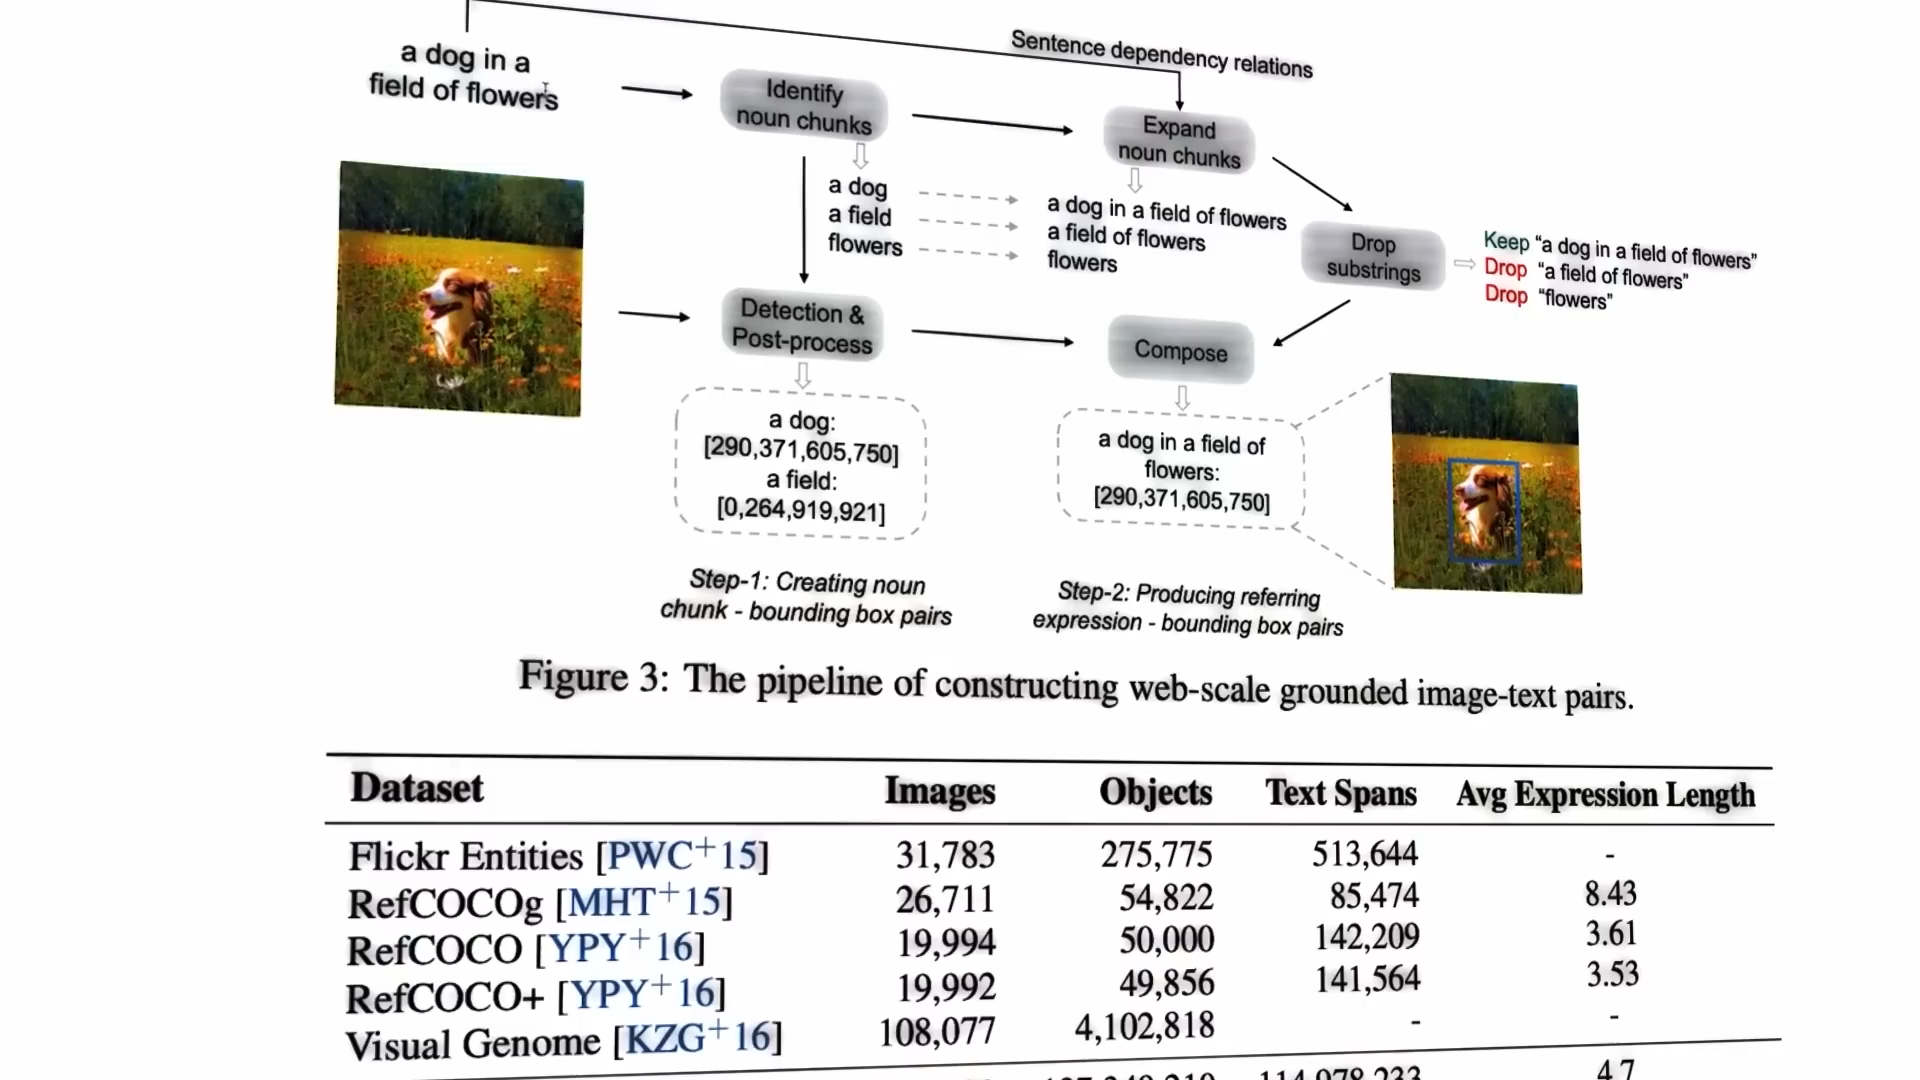 Sentence dependency relations
a dog in a
field of flowers
Identify
noun chunks
Expand
noun chunks
a dog
a field
flowers
a dog in a field of flowers
a field of flowers
flowers
Drop
substrings
Keep “a dog in a field of flowers”
Drop “a field of flowers”
Drop “flowers”
Detection &
Post-process
Compose
a dog:
[290,371,605,750]
a field:
[0,264,919,921]
a dog in a field of
flowers:
[290,371,605,750]
Step-1: Creating noun
chunk - bounding box pairs
Step-2: Producing referring
expression - bounding box pairs
Figure 3: The pipeline of constructing web-scale grounded image-text pairs.
Dataset Images Objects Text Spans Avg Expression Length
Flickr Entities [PWC+15] 31,783 275,775 513,644 -
RefCOCOg [MHT+15] 26,711 54,822 85,474 8.43
RefCOCO [YPY+16] 19,994 50,000 142,209 3.61
RefCOCO+ [YPY+16] 19,992 49,856 141,564 3.53
Visual Genome [KZG+16] 108,077 4,102,818 - -
4.7